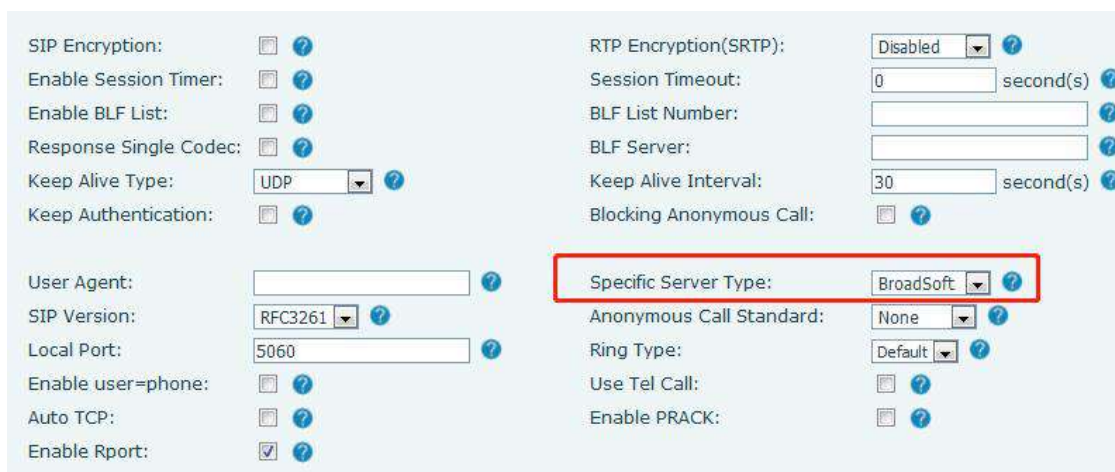 SIP Encryption: RTP Encryption(SRTP): Disabled
Enable Session Timer: Session Timeout: 0 second(s)
Enable BLF List: BLF List Number:
Response Single Codec: BLF Server:
Keep Alive Type: UDP Keep Alive Interval: 30 second(s)
Keep Authentication: Blocking Anonymous Call:
User Agent: Specific Server Type: BroadSoft
SIP Version: RFC3261 Anonymous Call Standard: None
Local Port: 5060 Ring Type: Default
Enable user=phone: Use Tel Call:
Auto TCP: Enable PRACK:
Enable Rport: